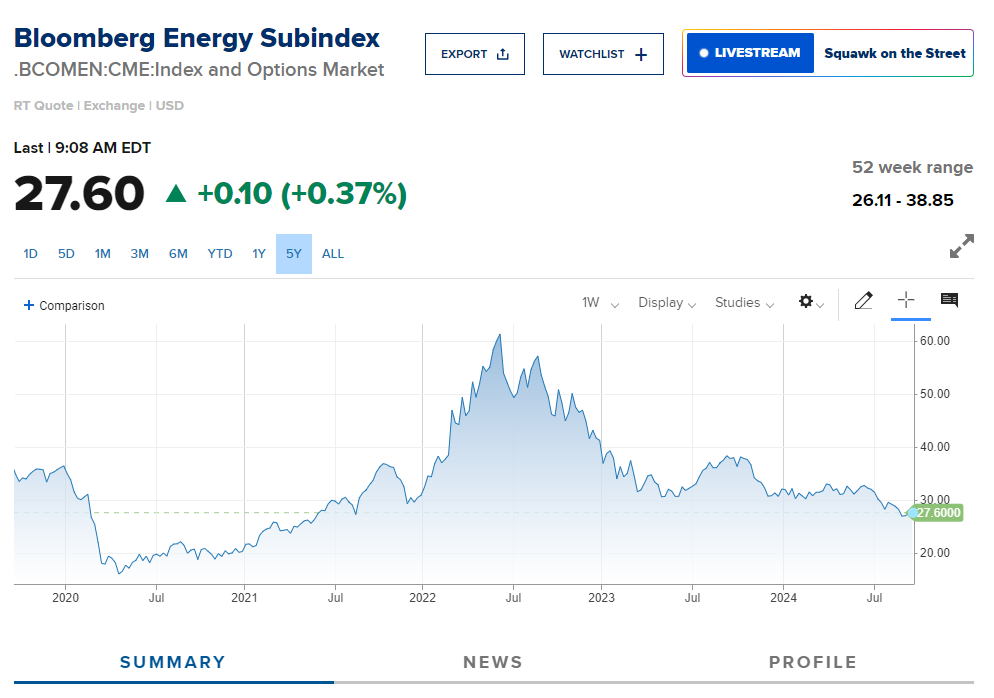 Bloomberg Energy Subindex
.BCOMEN:CME:Index and Options Market
EXPORT
WATCHLIST +
LIVESTREAM Squawk on the Street
RT Quote | Exchange | USD
Last | 9:08 AM EDT
27.60 +0.10 (+0.37%)
52 week range
26.11 - 38.85
1D 5D 1M 3M 6M YTD 1Y 5Y ALL
+ Comparison 1W Display Studies
60.00
50.00
40.00
30.00
27.6000
20.00
2020 Jul 2021 Jul 2022 Jul 2023 Jul 2024 Jul
SUMMARY NEWS PROFILE